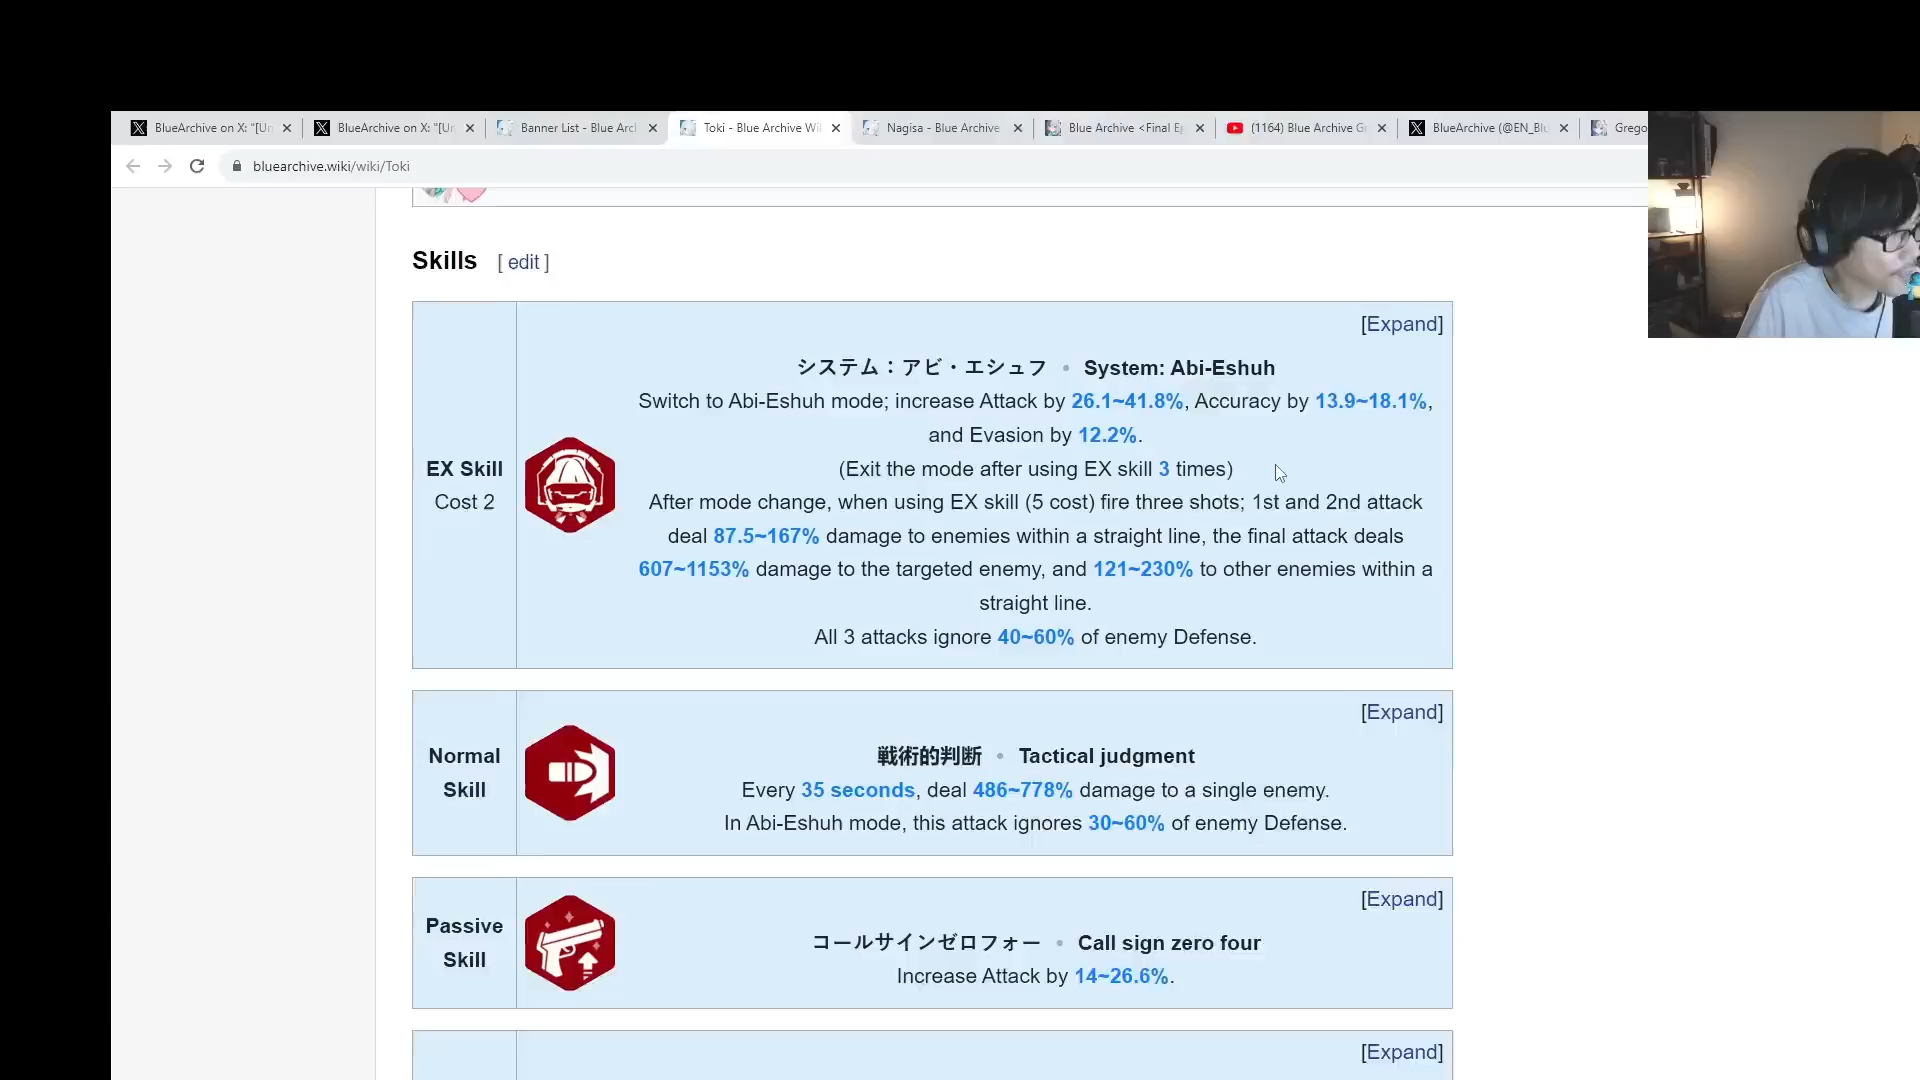 BlueArchive on X: "[Un
BlueArchive on X: "[Un
Banner List - Blue Arcl
Toki - Blue Archive Wi
Nagisa - Blue Archive
Blue Archive <Final Ep
(1164) Blue Archive Gr
BlueArchive (@EN_Blu
Grego
bluearchive.wiki/wiki/Toki
Skills [ edit ]
[Expand]
システム：アビ・エシュフ • System: Abi-Eshuh
Switch to Abi-Eshuh mode; increase Attack by 26.1~41.8%, Accuracy by 13.9~18.1%,
and Evasion by 12.2%.
(Exit the mode after using EX skill 3 times)
EX Skill
Cost 2
After mode change, when using EX skill (5 cost) fire three shots; 1st and 2nd attack
deal 87.5~167% damage to enemies within a straight line, the final attack deals
607~1153% damage to the targeted enemy, and 121~230% to other enemies within a
straight line.
All 3 attacks ignore 40~60% of enemy Defense.
[Expand]
Normal
Skill
戦術的判断 • Tactical judgment
Every 35 seconds, deal 486~778% damage to a single enemy.
In Abi-Eshuh mode, this attack ignores 30~60% of enemy Defense.
[Expand]
Passive
Skill
コールサインゼロフォー • Call sign zero four
Increase Attack by 14~26.6%.
[Expand]